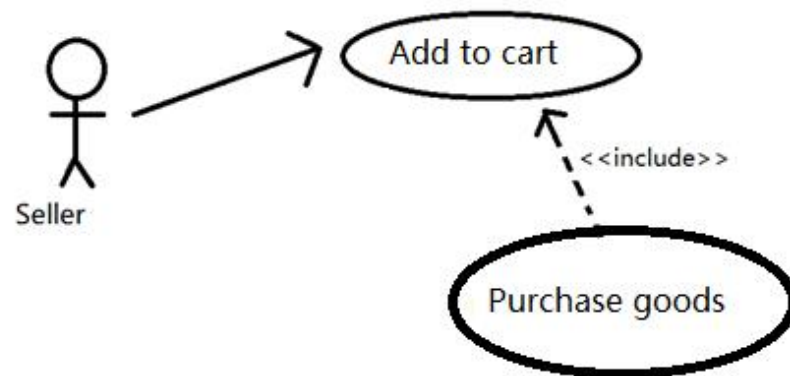 Add to cart
<<include>>
Seller
Purchase goods